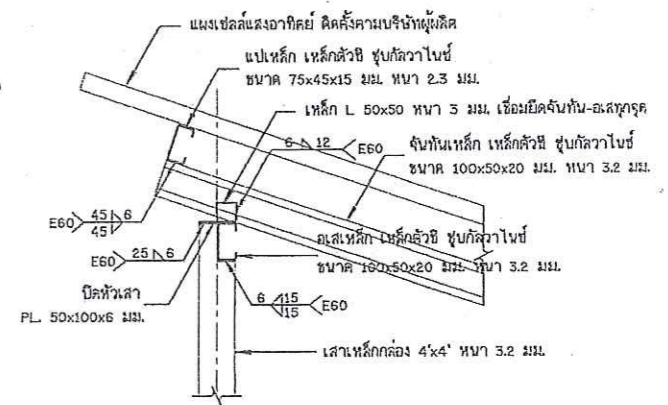 แผงเซลล์แสงอาทิตย์ ติดตั้งตามบริษัทผู้ผลิต
แปเหล็ก เหล็กตัวซี ชุบกัลวาไนซ์
ขนาด 75x45x15 มม. หนา 2.3 มม.
เหล็ก L 50x50 หนา 3 มม. เชื่อมยึดจันทัน-อเสทุกจุด
6 12 E60
จันทันเหล็ก เหล็กตัวซี ชุบกัลวาไนซ์
ขนาด 100x50x20 มม. หนา 3.2 มม.
E60 45 6
45
E60 25 6
อเสเหล็ก เหล็กตัวซี ชุบกัลวาไนซ์
ขนาด 100x50x20 มม. หนา 3.2 มม.
ปิดหัวเสา
PL. 50x100x6 มม.
6 15 E60
15
เสาเหล็กกล่อง 4'x4' หนา 3.2 มม.